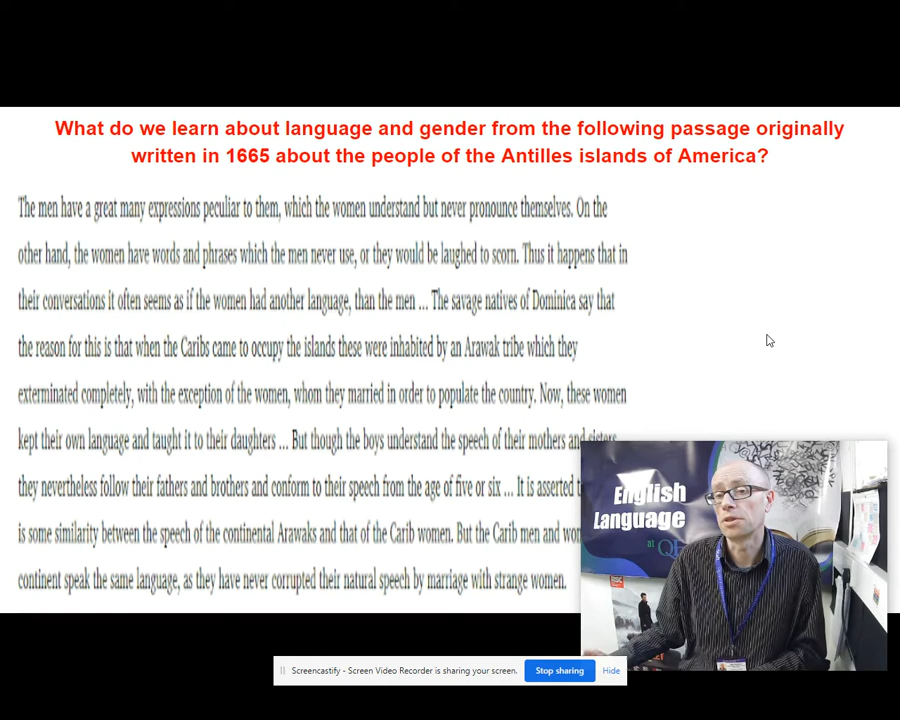 What do we learn about language and gender from the following passage originally
written in 1665 about the people of the Antilles islands of America?
The men have a great many expressions peculiar to them, which the women understand but never pronounce themselves. On the
other hand, the women have words and phrases which the men never use, or they would be laughed to scorn. Thus it happens that in
their conversations it often seems as if the women had another language, than the men ... The savage natives of Dominica say that
the reason for this is that when the Caribs came to occupy the islands these were inhabited by an Arawak tribe which they
exterminated completely, with the exception of the women, whom they married in order to populate the country. Now, these women
kept their own language and taught it to their daughters ... But though the boys understand the speech of their mothers and sisters,
they nevertheless follow their fathers and brothers and conform to their speech from the age of five or six ... It is asserted
is some similarity between the speech of the continental Arawaks and that of the Carib women. But the Carib men and
continent speak the same language, as they have never corrupted their natural speech by marriage with strange women.
English
Language
at
Screencastify - Screen Video Recorder is sharing your screen.
Stop sharing
Hide